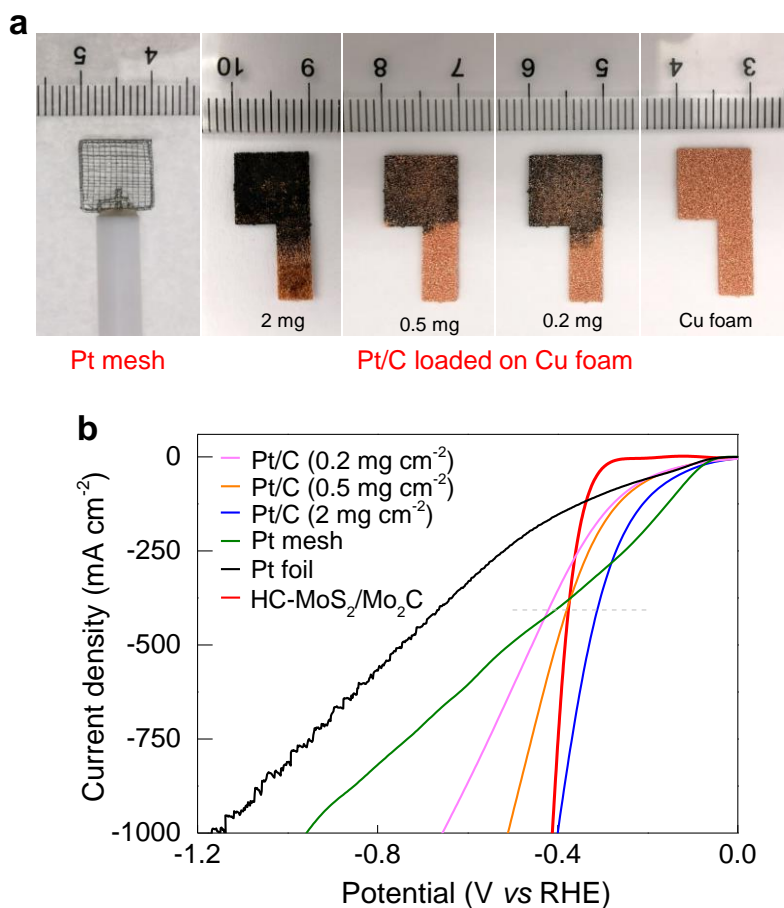 a
5 4
10 9
8 7
6 5
4 3
2 mg
0.5 mg
0.2 mg
Cu foam
Pt mesh
Pt/C loaded on Cu foam
b
0
-250
-500
-750
-1000
Current density (mA cm⁻²)
Pt/C (0.2 mg cm⁻²)
Pt/C (0.5 mg cm⁻²)
Pt/C (2 mg cm⁻²)
Pt mesh
Pt foil
HC-MoS₂/Mo₂C
-1.2 -0.8 -0.4 0.0
Potential (V vs RHE)